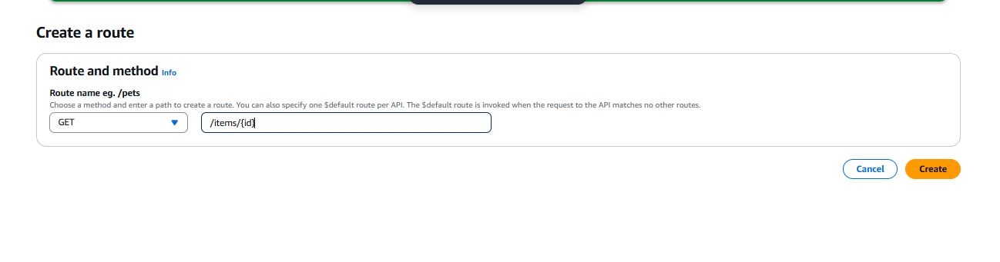 Create a route
Route and method Info
Route name eg. /pets
Choose a method and enter a path to create a route. You can also specify one $default route per API. The $default route is invoked when the request to the API matches no other routes.
GET /items/{id}
Cancel Create